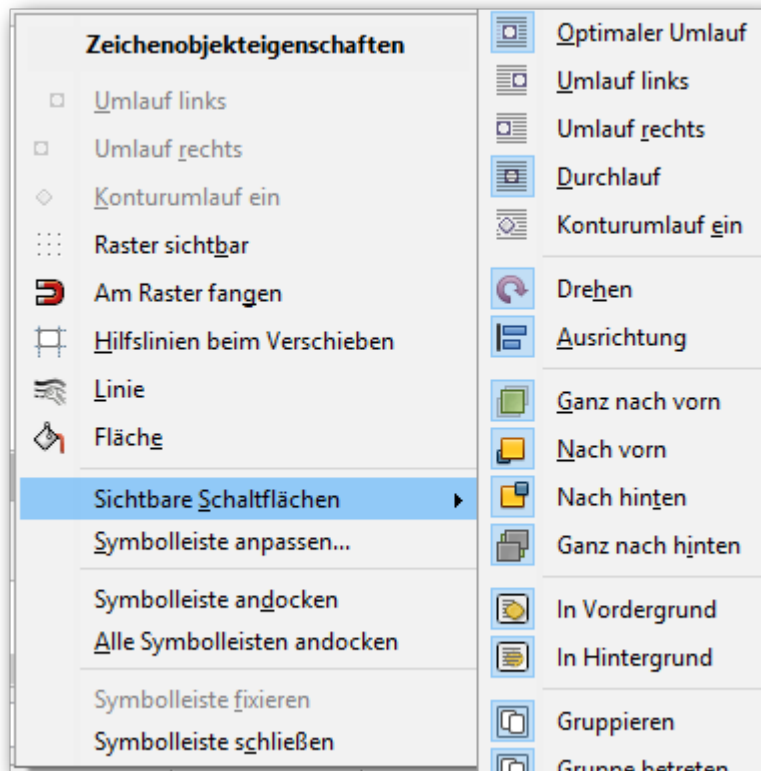 Zeichenobjekteigenschaften
Umlauf links
Umlauf rechts
Konturumlauf ein
Raster sichtbar
Am Raster fangen
Hilfslinien beim Verschieben
Linie
Fläche
Sichtbare Schaltflächen
Symbolleiste anpassen...
Symbolleiste andocken
Alle Symbolleisten andocken
Symbolleiste fixieren
Symbolleiste schließen
Optimaler Umlauf
Umlauf links
Umlauf rechts
Durchlauf
Konturumlauf ein
Drehen
Ausrichtung
Ganz nach vorn
Nach vorn
Nach hinten
Ganz nach hinten
In Vordergrund
In Hintergrund
Gruppieren
Gruppe betreten